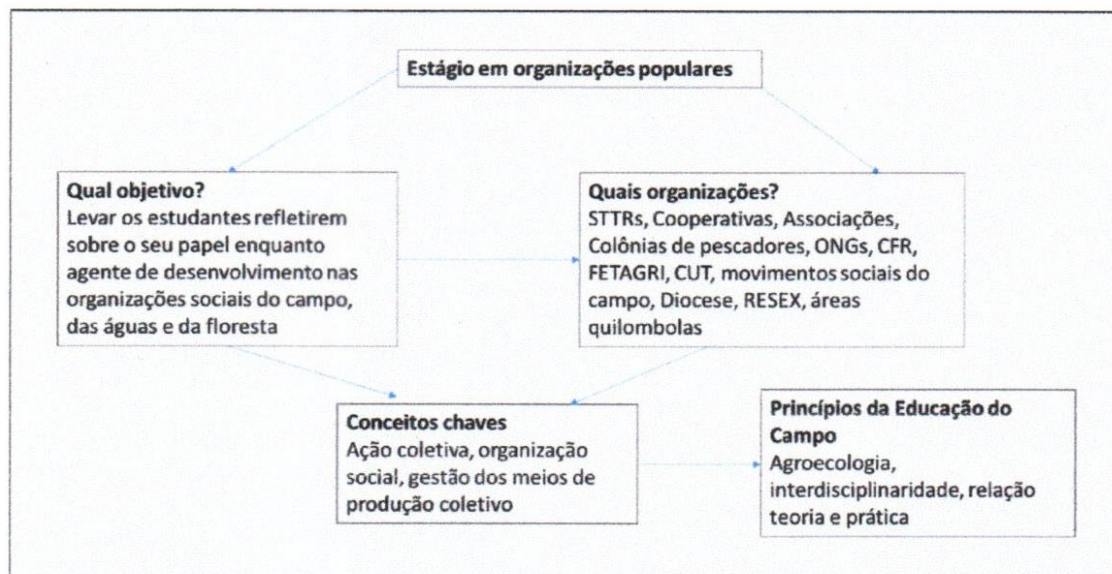 Estágio em organizações populares
Qual objetivo?
Levar os estudantes refletirem
sobre o seu papel enquanto
agente de desenvolvimento nas
organizações sociais do campo,
das águas e da floresta
Quais organizações?
STTRs, Cooperativas, Associações,
Colônias de pescadores, ONGs, CFR,
FETAGRI, CUT, movimentos sociais do
campo, Diocese, RESEX, áreas
quilombolas
Conceitos chaves
Ação coletiva, organização
social, gestão dos meios de
produção coletivo
Princípios da Educação do
Campo
Agroecologia,
interdisciplinaridade, relação
teoria e prática